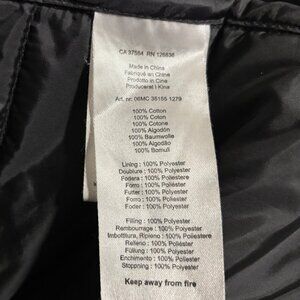 CA 37564 RN 126836
Made in China
Fabriqué en Chine
Prodotto in Cina
Producerat i Kina
Art. nr: 06MC 35155 1279
100% Cotton
100% Coton
100% Cotone
100% Algodón
100% Baumwolle
100% Algodão
100% Bomull
Lining : 100% Polyester
Doublure : 100% Polyester
Fodera : 100% Poliestere
Forro : 100% Poliéster
Futter : 100% Polyester
Forro : 100% Poliester
Foder : 100% Polyester
Filling : 100% Polyester
Rembourrage : 100% Polyester
Imbottitura, Ripieno : 100% Poliestere
Relleno : 100% Poliéster
Füllung : 100% Polyester
Enchimento : 100% Poliester
Stoppning : 100% Polyester
Keep away from fire